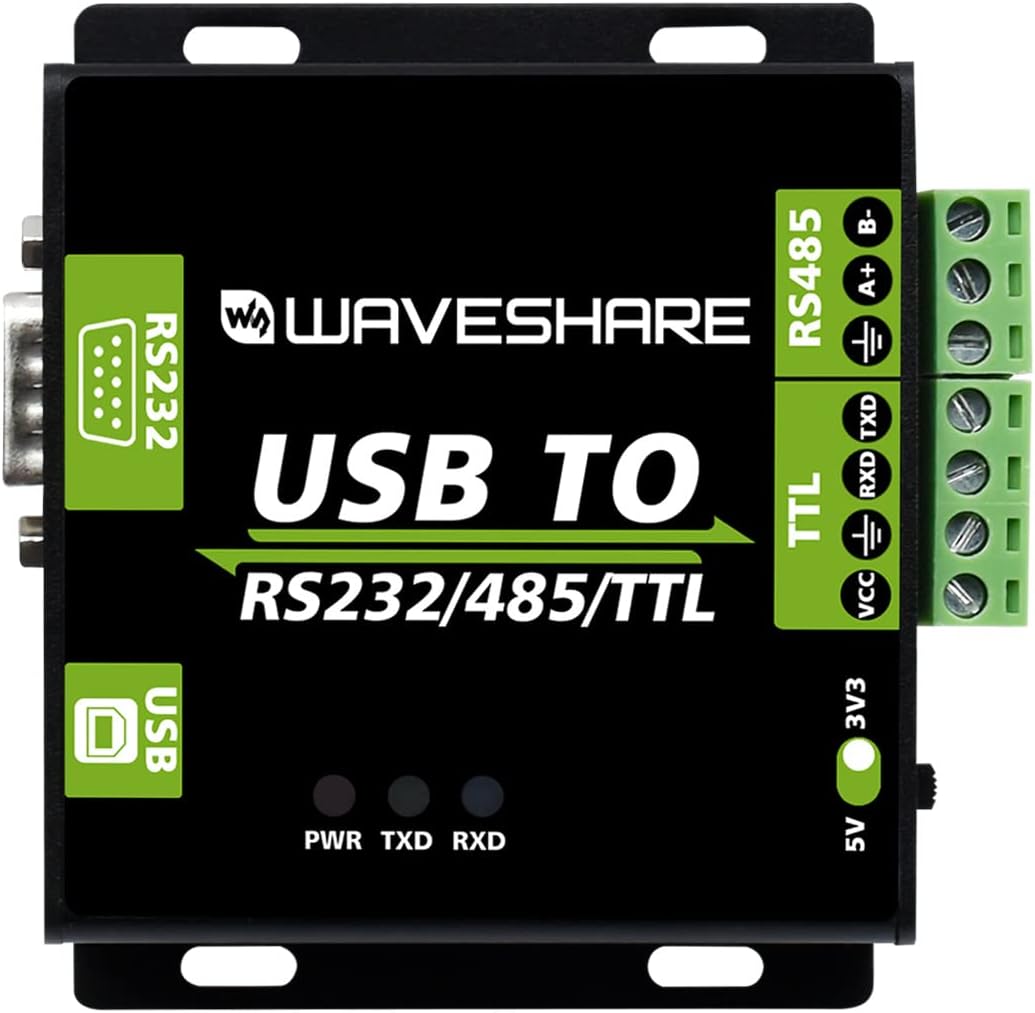 WAVESHARE
USB TO
RS232/485/TTL
RS232
USB
PWR TXD RXD
RS485
B-
A+
TTL
TXD
RXD
VCC
3V3
5V